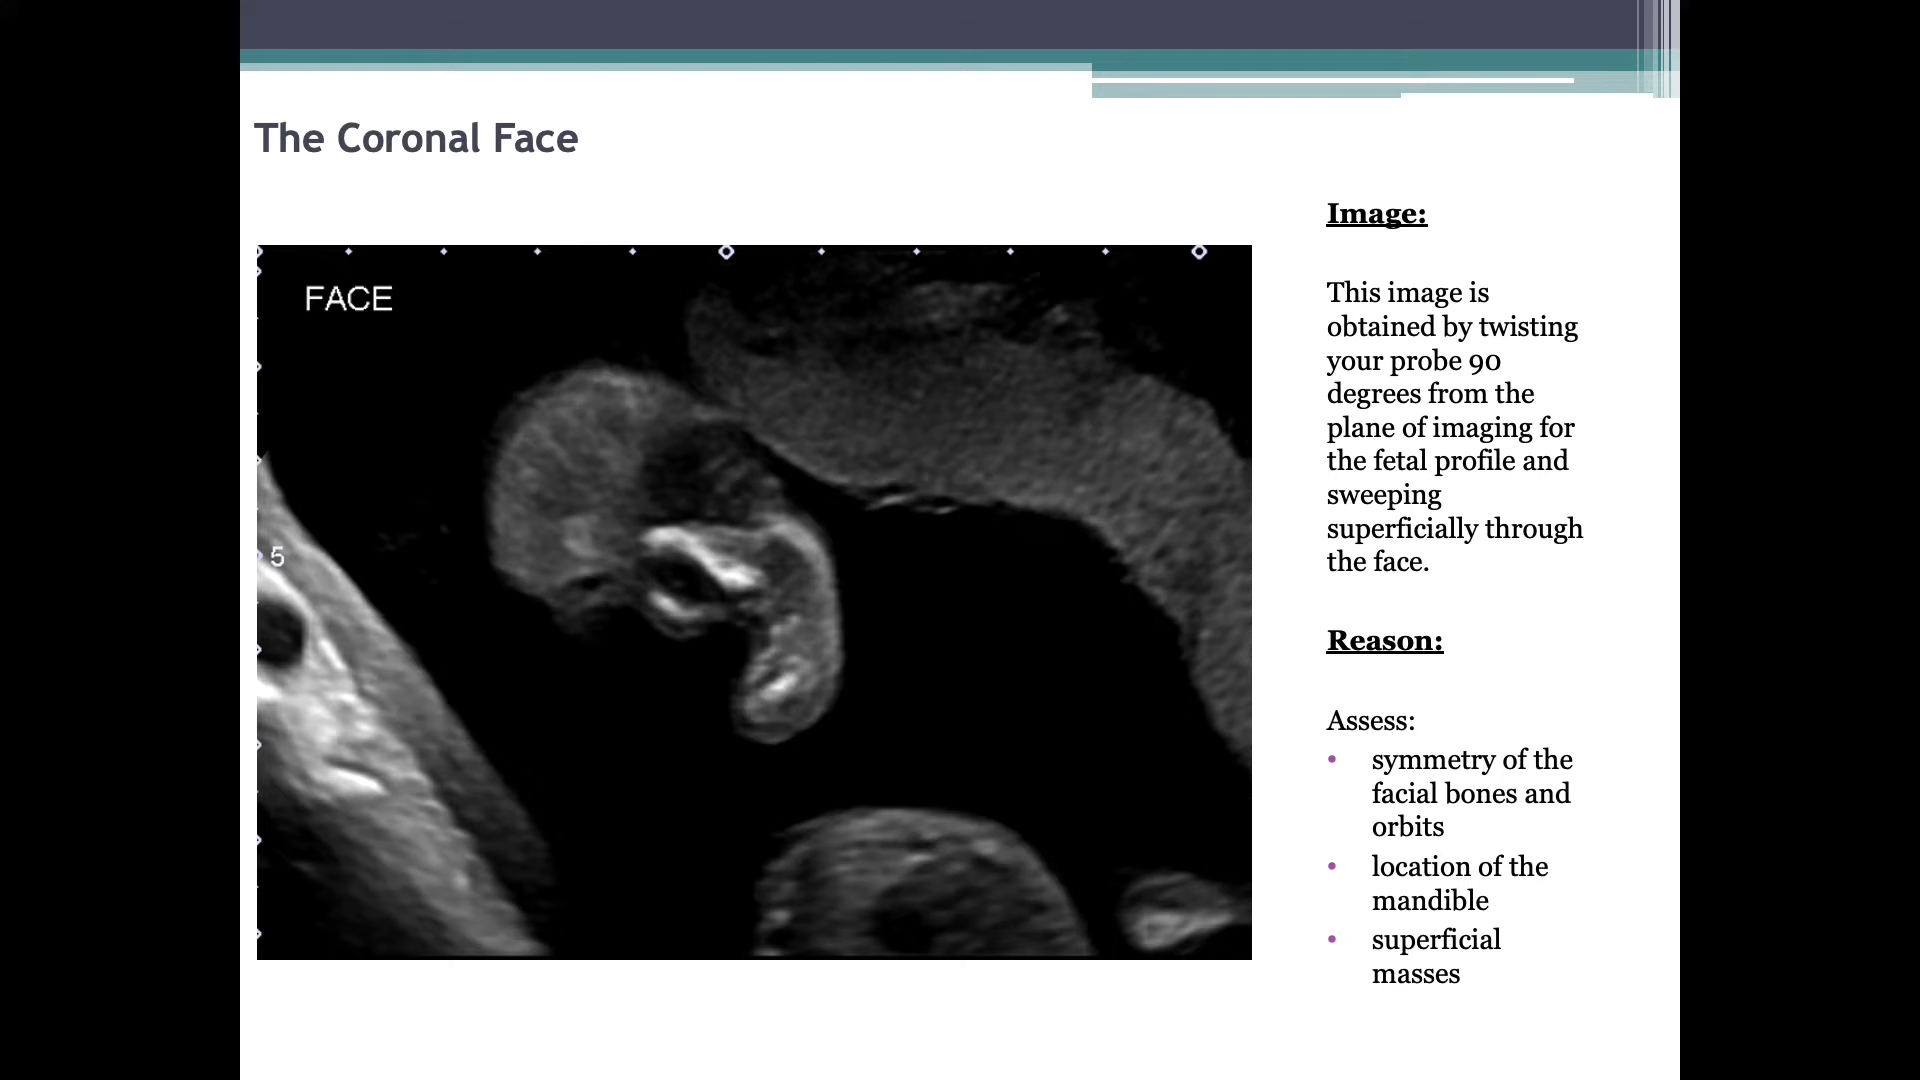 The Coronal Face
FACE
5
Image:
This image is
obtained by twisting
your probe 90
degrees from the
plane of imaging for
the fetal profile and
sweeping
superficially through
the face.
Reason:
Assess:
• symmetry of the
facial bones and
orbits
• location of the
mandible
• superficial
masses